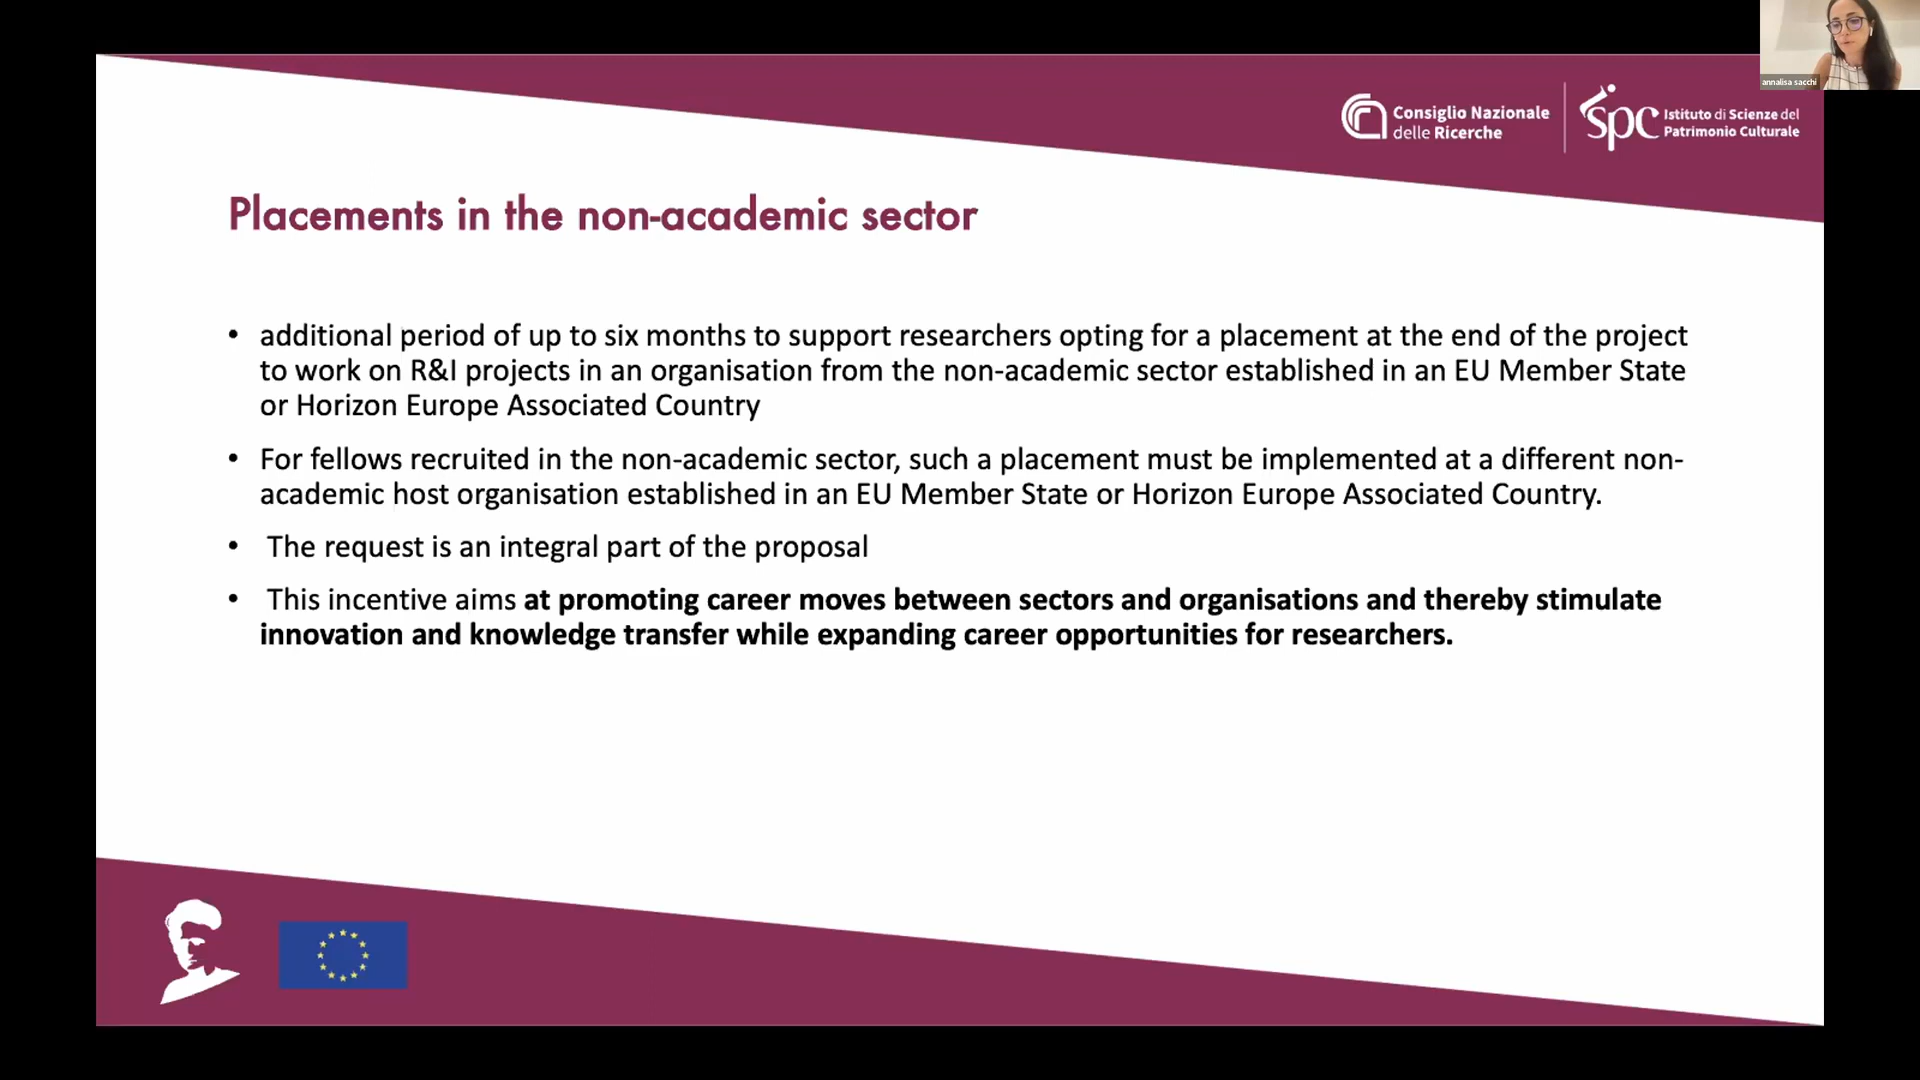 annalisa sacchi
Consiglio Nazionale
delle Ricerche
ispc
Istituto di Scienze del
Patrimonio Culturale
Placements in the non-academic sector
• additional period of up to six months to support researchers opting for a placement at the end of the project
to work on R&I projects in an organisation from the non-academic sector established in an EU Member State
or Horizon Europe Associated Country
• For fellows recruited in the non-academic sector, such a placement must be implemented at a different non-
academic host organisation established in an EU Member State or Horizon Europe Associated Country.
• The request is an integral part of the proposal
• This incentive aims at promoting career moves between sectors and organisations and thereby stimulate
innovation and knowledge transfer while expanding career opportunities for researchers.